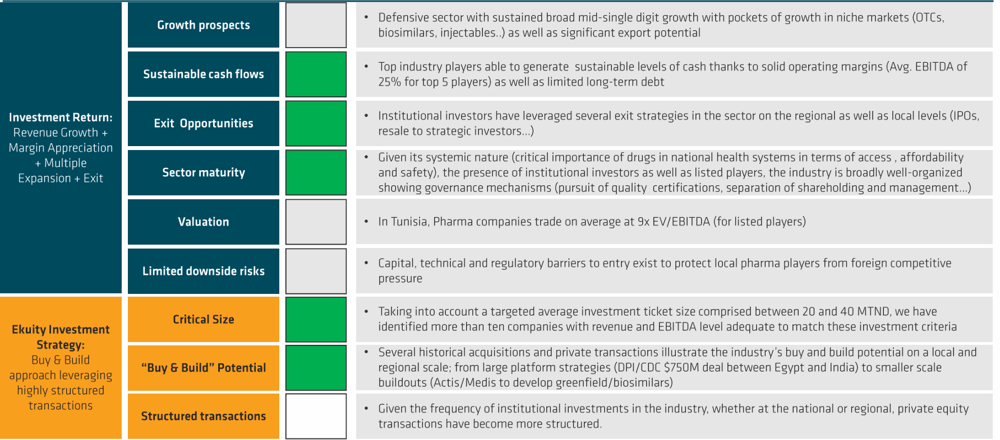 Investment Return:
Revenue Growth +
Margin Appreciation
+ Multiple
Expansion + Exit
Growth prospects
• Defensive sector with sustained broad mid-single digit growth with pockets of growth in niche markets (OTCs,
biosimilars, injectables..) as well as significant export potential
Sustainable cash flows
• Top industry players able to generate  sustainable levels of cash thanks to solid operating margins (Avg. EBITDA of
25% for top 5 players) as well as limited long-term debt
Exit  Opportunities
• Institutional investors have leveraged several exit strategies in the sector on the regional as well as local levels (IPOs,
resale to strategic investors...)
Sector maturity
• Given its systemic nature (critical importance of drugs in national health systems in terms of access , affordability
and safety), the presence of institutional investors as well as listed players, the industry is broadly well-organized
showing governance mechanisms (pursuit of quality  certifications, separation of shareholding and management...)
Valuation
• In Tunisia, Pharma companies trade on average at 9x EV/EBITDA (for listed players)
Limited downside risks
• Capital, technical and regulatory barriers to entry exist to protect local pharma players from foreign competitive
pressure
Ekuity Investment
Strategy:
Buy & Build
approach leveraging
highly structured
transactions
Critical Size
• Taking into account a targeted average investment ticket size comprised between 20 and 40 MTND, we have
identified more than ten companies with revenue and EBITDA level adequate to match these investment criteria
“Buy & Build” Potential
• Several historical acquisitions and private transactions illustrate the industry’s buy and build potential on a local and
regional scale; from large platform strategies (DPI/CDC $750M deal between Egypt and India) to smaller scale
buildouts (Actis/Medis to develop greenfield/biosimilars)
Structured transactions
• Given the frequency of institutional investments in the industry, whether at the national or regional, private equity
transactions have become more structured.